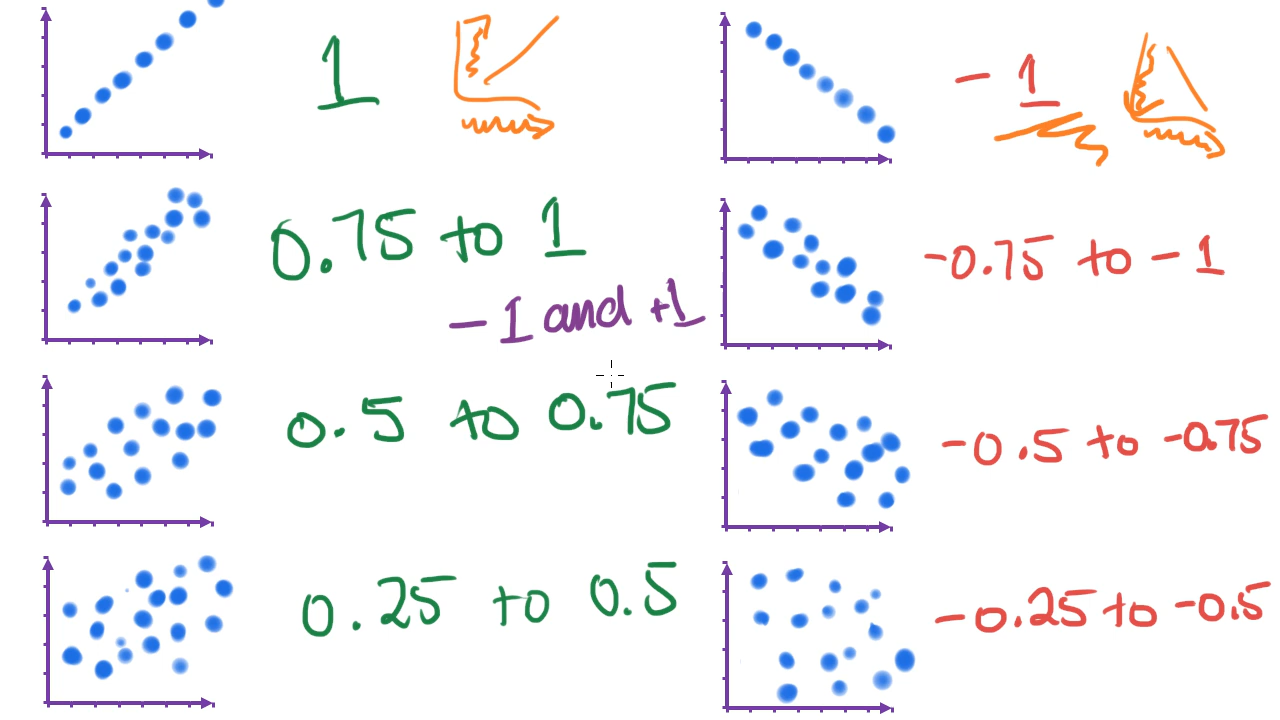 1
- 1
0.75 to 1
-0.75 to - 1
- 1 and +1
0.5 to 0.75
-0.5 to -0.75
0.25 to 0.5
-0.25 to -0.5